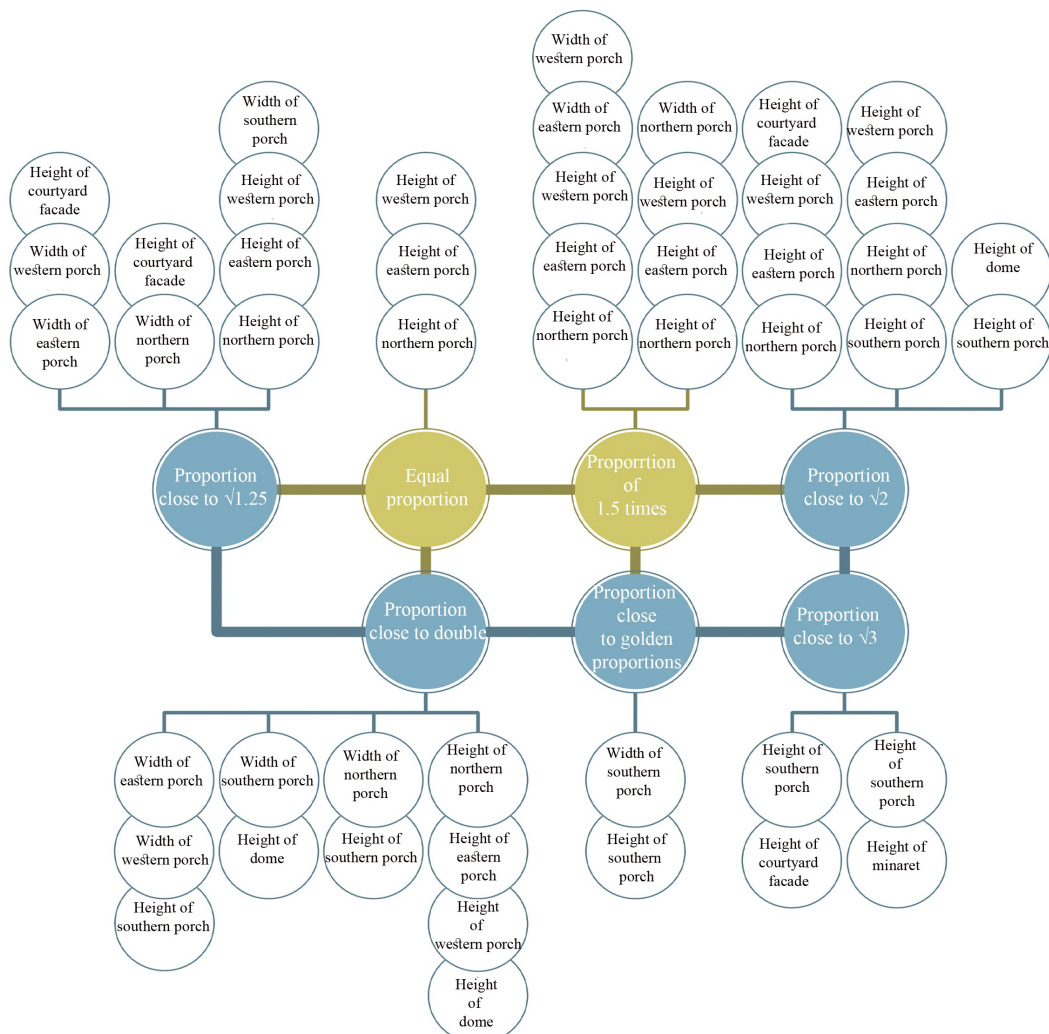 Height of
courtyard
facade
Width of
western porch
Width of
eastern porch
Height of
courtyard
facade
Width of
northern
porch
Width of
southern
porch
Height of
western porch
Height of
eastern porch
Height of
northern porch
Height of
western porch
Height of
eastern porch
Height of
northern porch
Width of
western porch
Width of
eastern porch
Height of
western porch
Height of
eastern porch
Height of
northern porch
Width of
northern porch
Height of
western porch
Height of
eastern porch
Height of
northern porch
Height of
courtyard
facade
Height of
western porch
Height of
eastern porch
Height of
northern porch
Height of
western porch
Height of
eastern porch
Height of
northern porch
Height of
southern porch
Height of
dome
Height of
southern porch
Proportion
close to √1.25
Equal
proportion
Proporrtion
of
1.5 times
Proportion
close to √2
Proportion
close to double
Proportion
close
to golden
proportions
Proportion
close to √3
Width of
eastern porch
Width of
western porch
Height of
southern porch
Width of
southern porch
Height of
dome
Width of
northern
porch
Height of
southern porch
Height of
northern
porch
Height of
eastern
porch
Height
of
western porch
Height
of
dome
Width of
southern
porch
Height of
southern
porch
Height of
southern
porch
Height of
courtyard
facade
Height
of
southern
porch
Height of
minaret